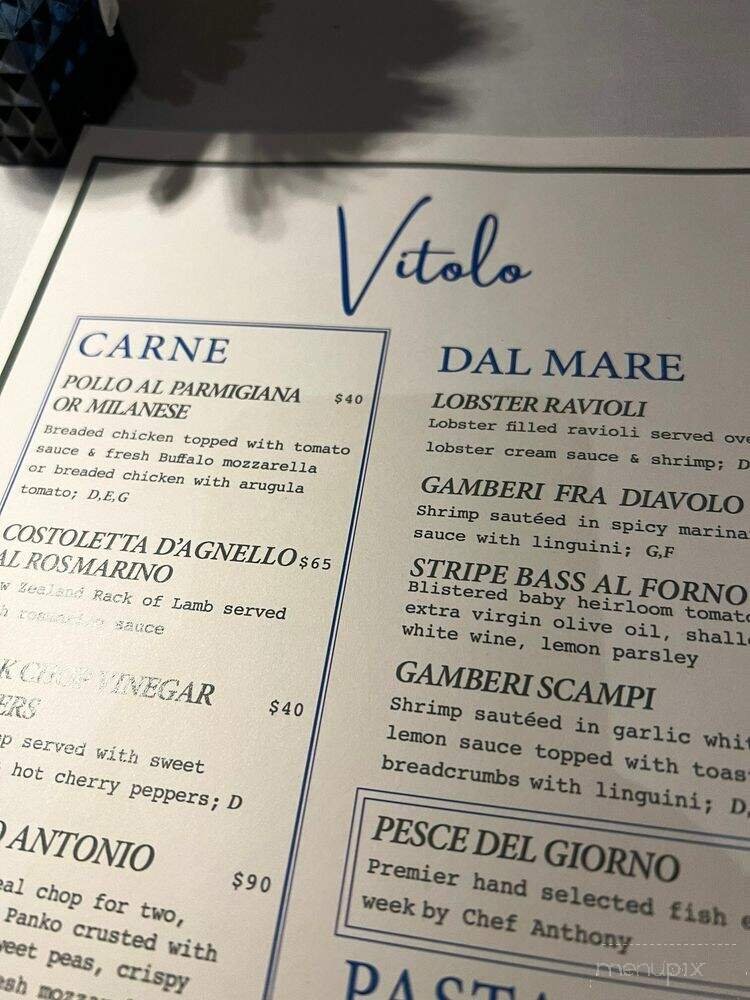 Vitolo
CARNE
POLLO AL PARMIGIANA $40
OR MILANESE
Breaded chicken topped with tomato
sauce & fresh Buffalo mozzarella
or breaded chicken with arugula
tomato; D,E,G
COSTOLETTA D'AGNELLO $65
AL ROSMARINO
Zealand Rack of Lamb served
rosmarino sauce
CHOP VINEGAR
$40
served with sweet
hot cherry peppers; D
ANTONIO
$90
chop for two,
Panko crusted with
peas, crispy
DAL MARE
LOBSTER RAVIOLI
Lobster filled ravioli served
lobster cream sauce & shrimp;
GAMBERI FRA DIAVOLO
Shrimp sautéed in spicy
sauce with linguini; G,F
STRIPE BASS AL FORNO
Blistered baby heirloom
extra virgin olive oil,
white wine, lemon parsley
GAMBERI SCAMPI
Shrimp sautéed in garlic
lemon sauce topped with
breadcrumbs with linguini;
PESCE DEL GIORNO
Premier hand selected fish
week by Chef Anthony
PASTA
menupix